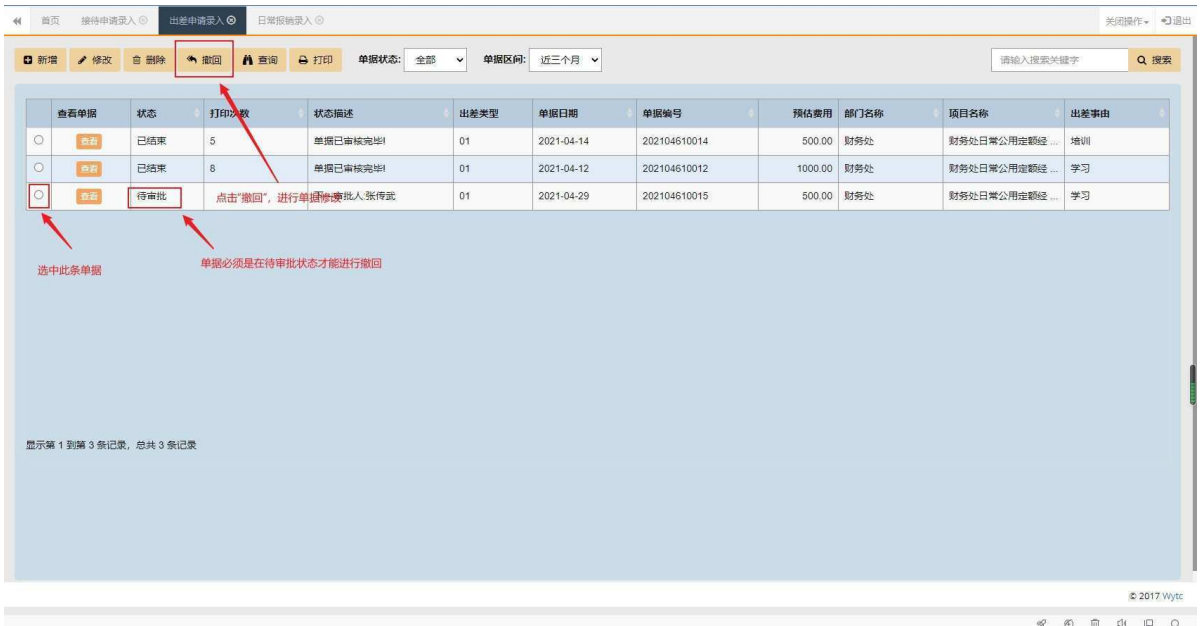 首页 接待申请录入 出差申请录入 日常报销录入 关闭操作 退出
新增 修改 删除 撤回 查询 打印 单据状态: 全部 单据区间: 近三个月 请输入搜索关键字 搜索
查看单据 状态 打印次数 状态描述 出差类型 单据日期 单据编号 预估费用 部门名称 项目名称 出差事由
查看 已结束 5 单据已审核完毕! 01 2021-04-14 202104610014 500.00 财务处 财务处日常公用定额经 ... 培训
查看 已结束 8 单据已审核完毕! 01 2021-04-12 202104610012 1000.00 财务处 财务处日常公用定额经 ... 学习
查看 待审批 下一审批人:张传武 01 2021-04-29 202104610015 500.00 财务处 财务处日常公用定额经 ... 学习
点击“撤回”，进行单据修改
选中此条单据
单据必须是在待审批状态才能进行撤回
显示第 1 到第 3 条记录，总共 3 条记录
© 2017 Wytc